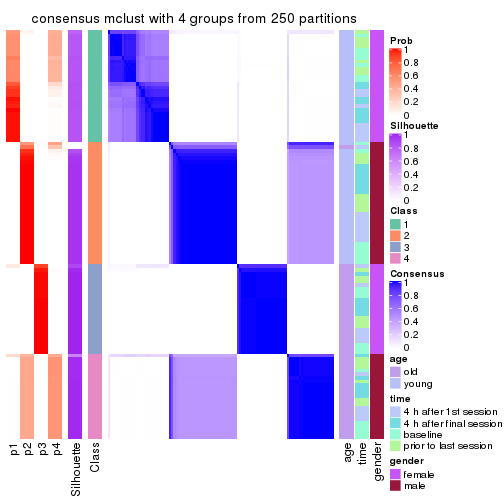 consensus mclust with 4 groups from 250 partitions
Prob
1
0.8
0.6
0.4
0.2
0
Silhouette
1
0.8
0.6
0.4
0.2
0
Class
1
2
3
4
Consensus
1
0.8
0.6
0.4
0.2
0
age
old
young
time
4 h after 1st session
4 h after final session
baseline
prior to last session
gender
female
male
p1
p2
p3
p4
Silhouette
Class
age
time
gender